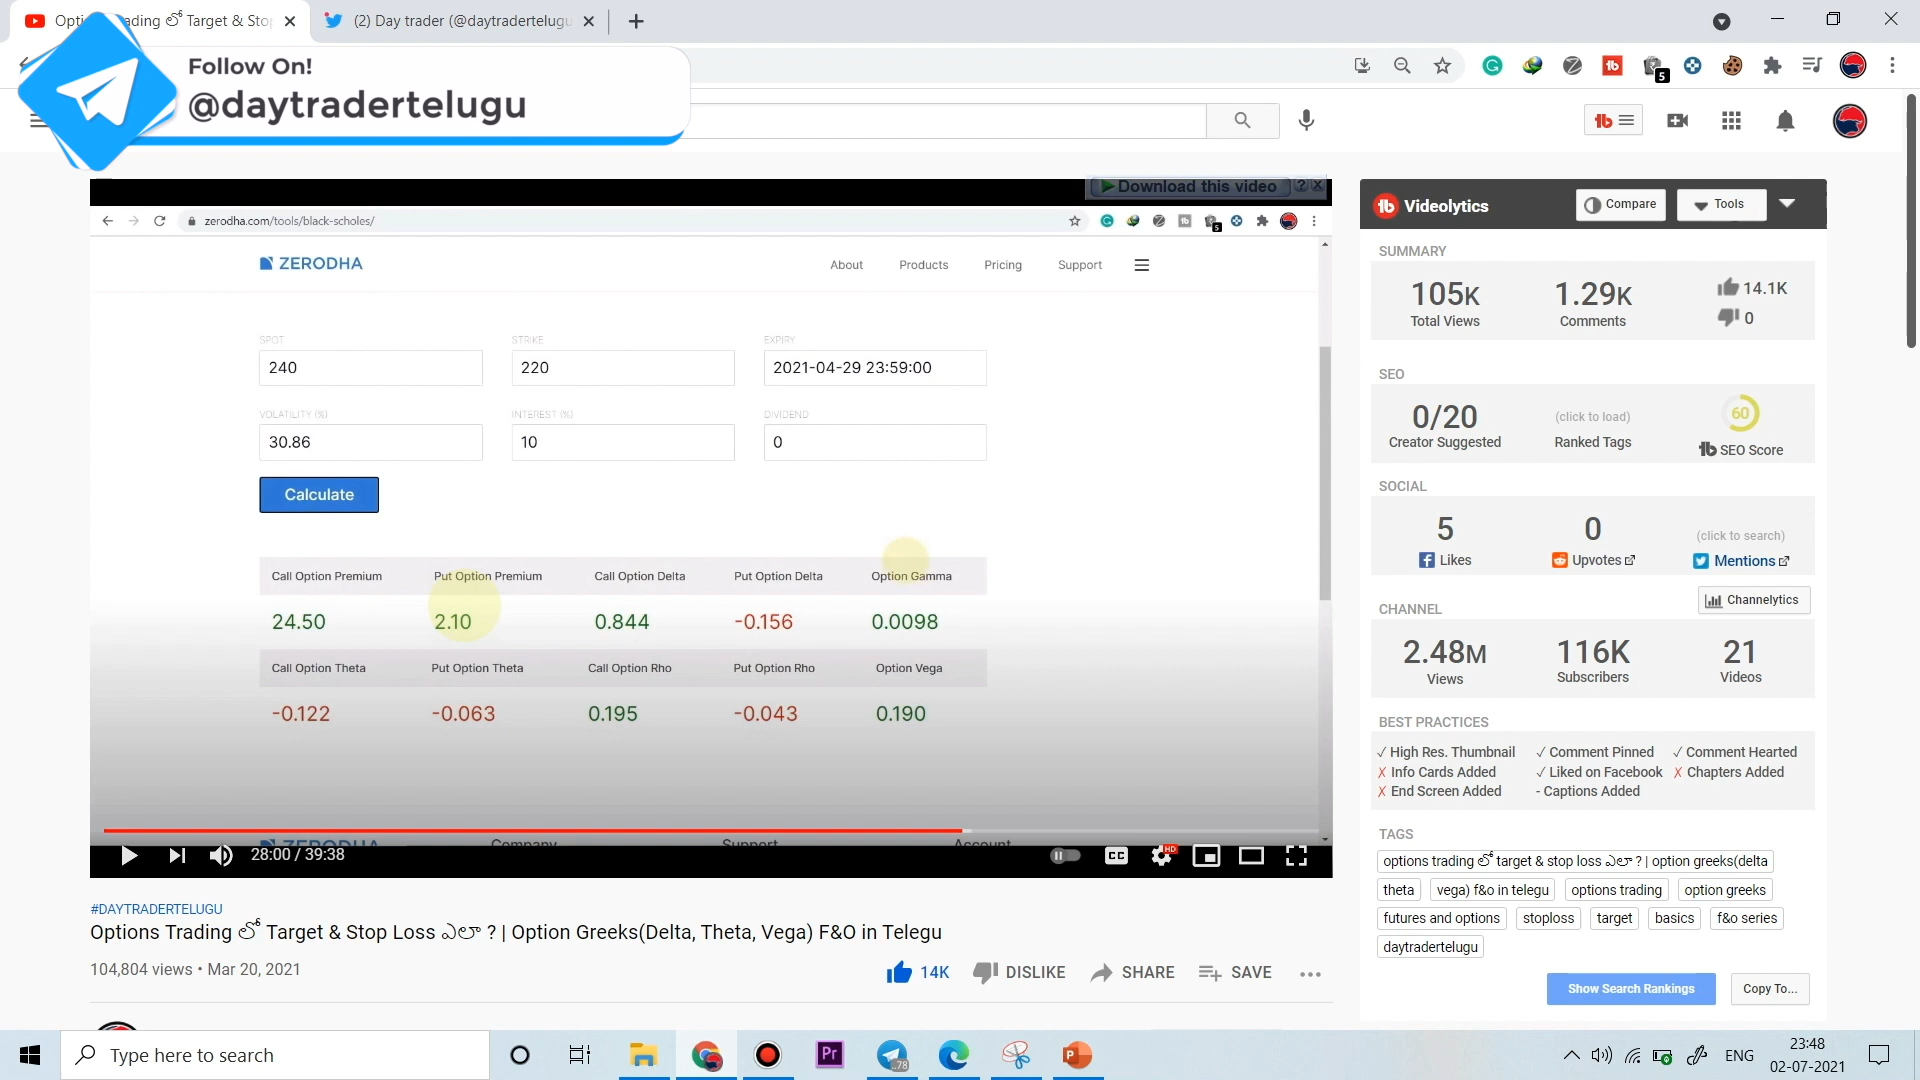 (2) Day trader (@daytradertelugu
Follow On!
@daytradertelugu
5
Download this video
zerodha.com/tools/black-scholes/
ZERODHA
About Products Pricing Support
SPOT STRIKE EXPIRY
240 220 2021-04-29 23:59:00
VOLATILITY (%) INTEREST (%) DIVIDEND
30.86 10 0
Calculate
Call Option Premium Put Option Premium Call Option Delta Put Option Delta Option Gamma
24.50 2.10 0.844 -0.156 0.0098
Call Option Theta Put Option Theta Call Option Rho Put Option Rho Option Vega
-0.122 -0.063 0.195 -0.043 0.190
28:00 / 39:38
CC HD
#DAYTRADERTELUGU
Options Trading లో Target & Stop Loss ఎలా ? | Option Greeks(Delta, Theta, Vega) F&O in Telegu
104,804 views • Mar 20, 2021
14K DISLIKE SHARE SAVE
Videolytics Compare Tools
SUMMARY
105K 1.29K 14.1K
Total Views Comments 0
SEO
0/20 (click to load) 60
Creator Suggested Ranked Tags SEO Score
SOCIAL
5 0 (click to search)
Likes Upvotes Mentions
CHANNEL Channelytics
2.48M 116K 21
Views Subscribers Videos
BEST PRACTICES
✓ High Res. Thumbnail ✓ Comment Pinned ✓ Comment Hearted
✗ Info Cards Added ✓ Liked on Facebook ✗ Chapters Added
✗ End Screen Added - Captions Added
TAGS
options trading లో target & stop loss ఎలా ? | option greeks(delta
theta vega) f&o in telugu options trading option greeks
futures and options stoploss target basics f&o series
daytradertelugu
Show Search Rankings Copy To...
Type here to search
Pr
78
P
ENG
23:48
02-07-2021